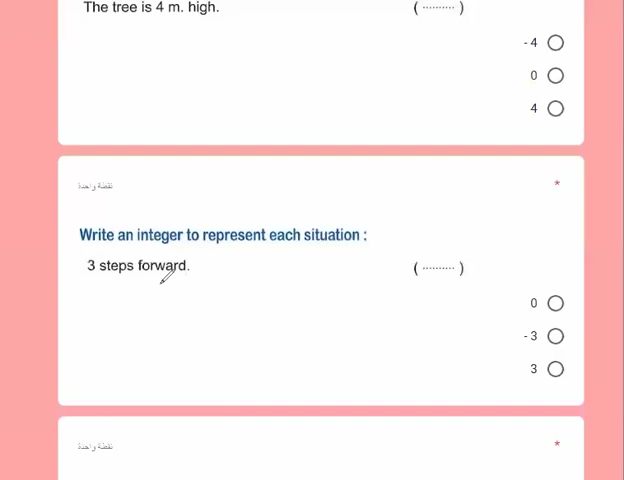 The tree is 4 m. high. ( .......... )
- 4
0
4
نقطة واحدة *
Write an integer to represent each situation :
3 steps forward. ( .......... )
0
- 3
3
نقطة واحدة *